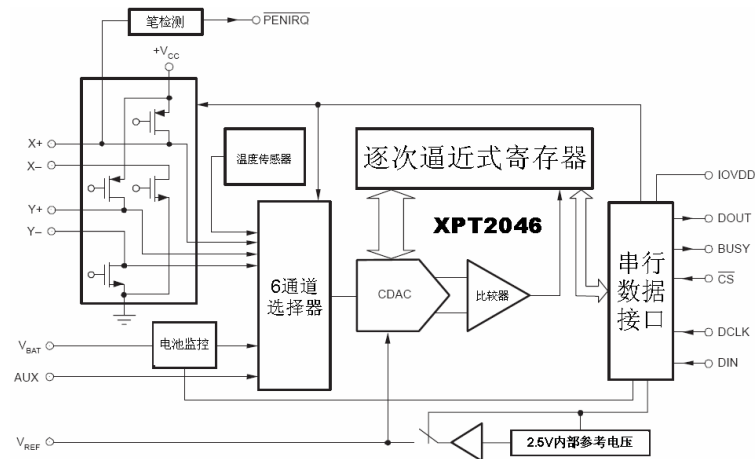 笔检测
PENIRQ
+VCC
X+
X−
Y+
Y−
温度传感器
逐次逼近式寄存器
XPT2046
6通道
选择器
CDAC
比较器
串行
数据
接口
IOVDD
DOUT
BUSY
CS
DCLK
DIN
VBAT
电池监控
AUX
VREF
2.5V内部参考电压